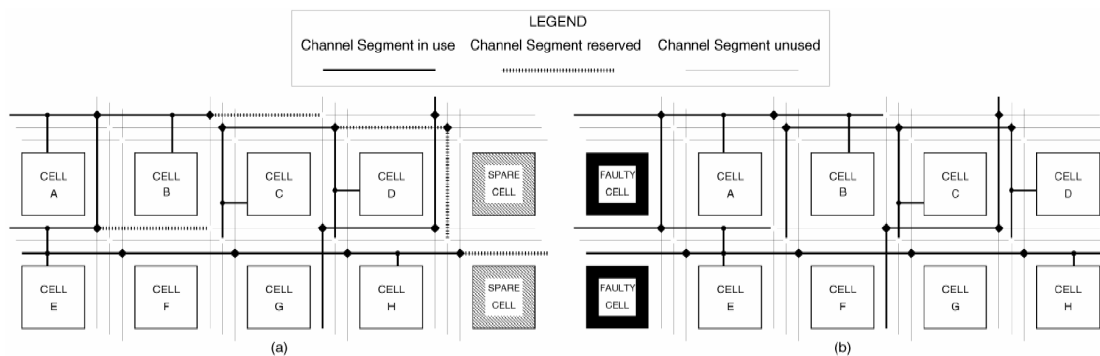 LEGEND
Channel Segment in use Channel Segment reserved Channel Segment unused
CELL
A
CELL
B
CELL
C
CELL
D
SPARE
CELL
CELL
E
CELL
F
CELL
G
CELL
H
SPARE
CELL
(a)
FAULTY
CELL
CELL
A
CELL
B
CELL
C
CELL
D
FAULTY
CELL
CELL
E
CELL
F
CELL
G
CELL
H
(b)